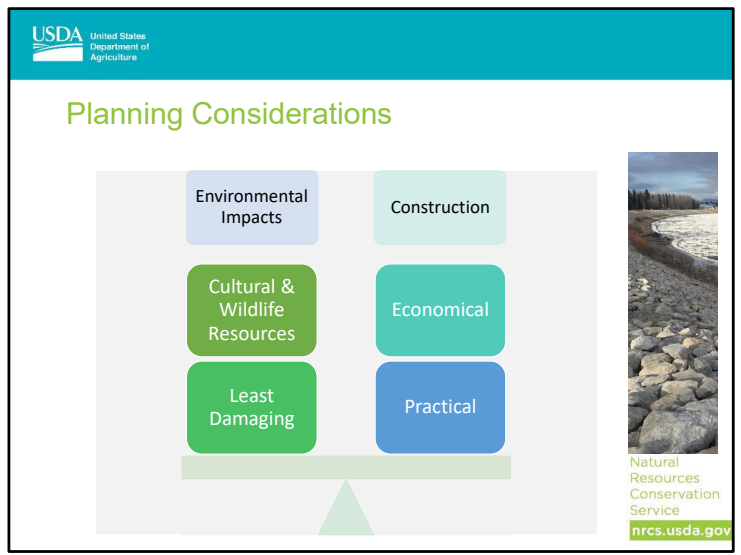 USDA
United States
Department of
Agriculture
Planning Considerations
Environmental
Impacts
Construction
Cultural &
Wildlife
Resources
Economical
Least
Damaging
Practical
Natural
Resources
Conservation
Service
nrcs.usda.gov